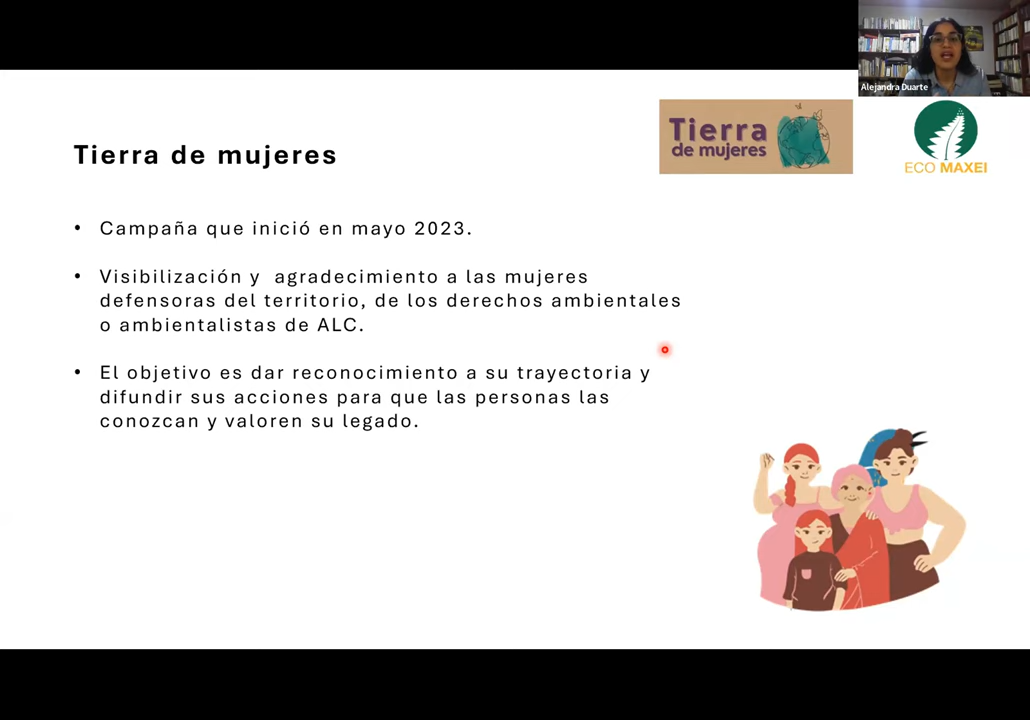 Alejandra Duarte
Tierra
de mujeres
ECO MAXEI
Tierra de mujeres
• Campaña que inició en mayo 2023.
• Visibilización y  agradecimiento a las mujeres
defensoras del territorio, de los derechos ambientales
o ambientalistas de ALC.
• El objetivo es dar reconocimiento a su trayectoria y
difundir sus acciones para que las personas las
conozcan y valoren su legado.